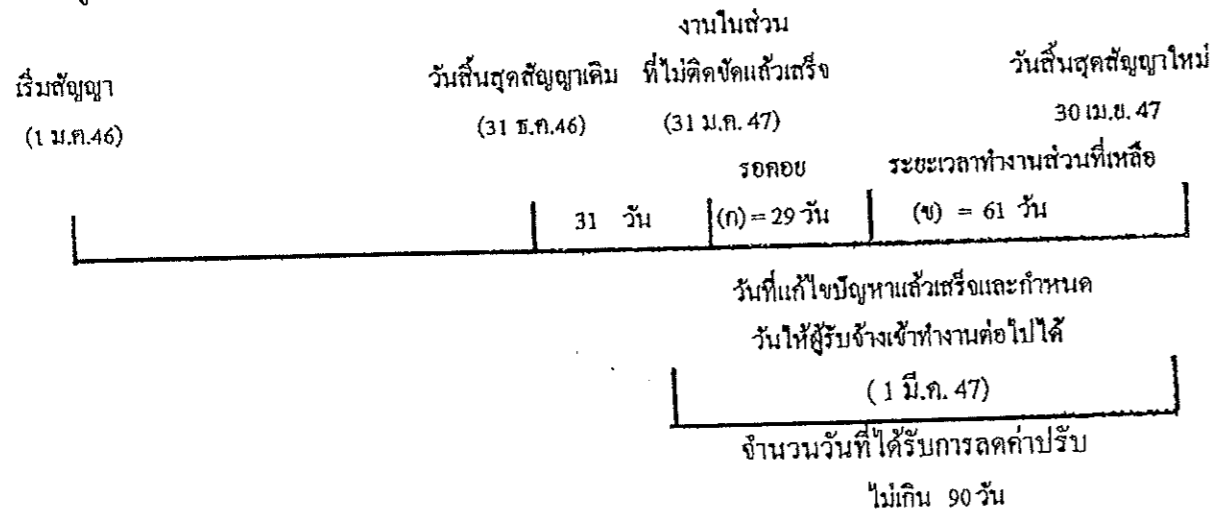 งานในส่วน
เริ่มสัญญา วันสิ้นสุดสัญญาเดิม ที่ไม่ติดขัดแล้วเสร็จ วันสิ้นสุดสัญญาใหม่
(1 ม.ค.46) (31 ธ.ค.46) (31 ม.ค. 47) 30 เม.ย. 47
รอคอย ระยะเวลาทำงานส่วนที่เหลือ
31 วัน (ก) = 29 วัน (ข) = 61 วัน
วันที่แก้ไขปัญหาแล้วเสร็จและกำหนด
วันให้ผู้รับจ้างเข้าทำงานต่อไปได้
( 1 มี.ค. 47)
จำนวนวันที่ได้รับการลดค่าปรับ
ไม่เกิน 90 วัน